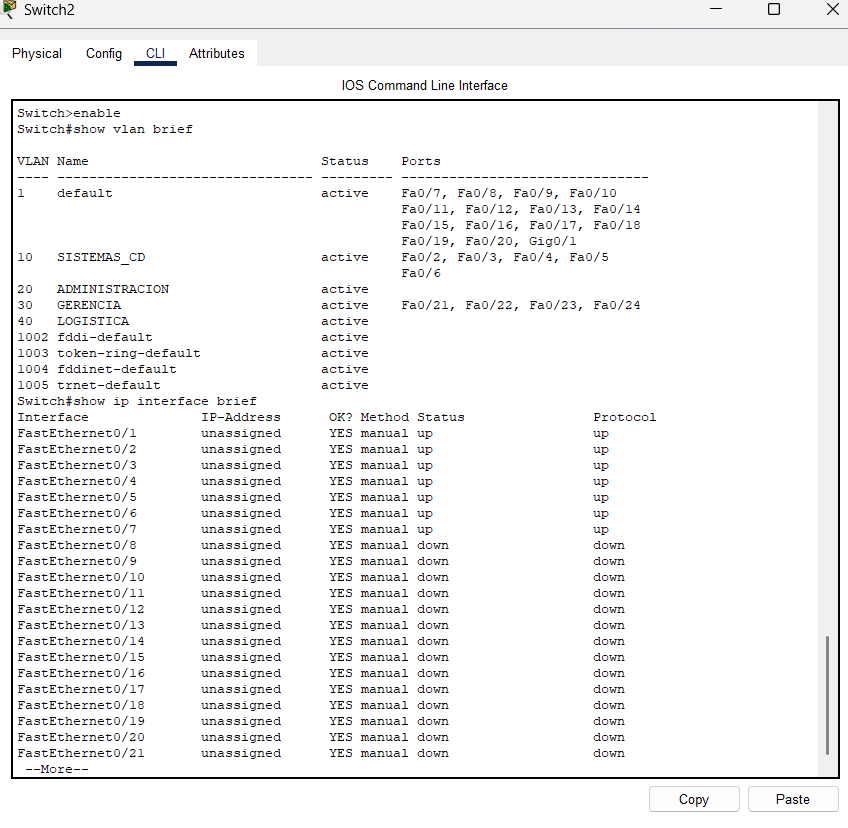 Switch2
Physical Config CLI Attributes
IOS Command Line Interface
Switch>enable
Switch#show vlan brief
VLAN Name                             Status    Ports
---- -------------------------------- --------- -------------------------------
1    default                          active    Fa0/7, Fa0/8, Fa0/9, Fa0/10
                                                Fa0/11, Fa0/12, Fa0/13, Fa0/14
                                                Fa0/15, Fa0/16, Fa0/17, Fa0/18
                                                Fa0/19, Fa0/20, Gig0/1
10   SISTEMAS_CD                      active    Fa0/2, Fa0/3, Fa0/4, Fa0/5
                                                Fa0/6
20   ADMINISTRACION                   active
30   GERENCIA                         active    Fa0/21, Fa0/22, Fa0/23, Fa0/24
40   LOGISTICA                        active
1002 fddi-default                     active
1003 token-ring-default               active
1004 fddinet-default                  active
1005 trnet-default                    active
Switch#show ip interface brief
Interface              IP-Address      OK? Method Status                Protocol
FastEthernet0/1        unassigned      YES manual up                    up
FastEthernet0/2        unassigned      YES manual up                    up
FastEthernet0/3        unassigned      YES manual up                    up
FastEthernet0/4        unassigned      YES manual up                    up
FastEthernet0/5        unassigned      YES manual up                    up
FastEthernet0/6        unassigned      YES manual up                    up
FastEthernet0/7        unassigned      YES manual up                    up
FastEthernet0/8        unassigned      YES manual down                  down
FastEthernet0/9        unassigned      YES manual down                  down
FastEthernet0/10       unassigned      YES manual down                  down
FastEthernet0/11       unassigned      YES manual down                  down
FastEthernet0/12       unassigned      YES manual down                  down
FastEthernet0/13       unassigned      YES manual down                  down
FastEthernet0/14       unassigned      YES manual down                  down
FastEthernet0/15       unassigned      YES manual down                  down
FastEthernet0/16       unassigned      YES manual down                  down
FastEthernet0/17       unassigned      YES manual down                  down
FastEthernet0/18       unassigned      YES manual down                  down
FastEthernet0/19       unassigned      YES manual down                  down
FastEthernet0/20       unassigned      YES manual down                  down
FastEthernet0/21       unassigned      YES manual down                  down
 --More--
Copy Paste